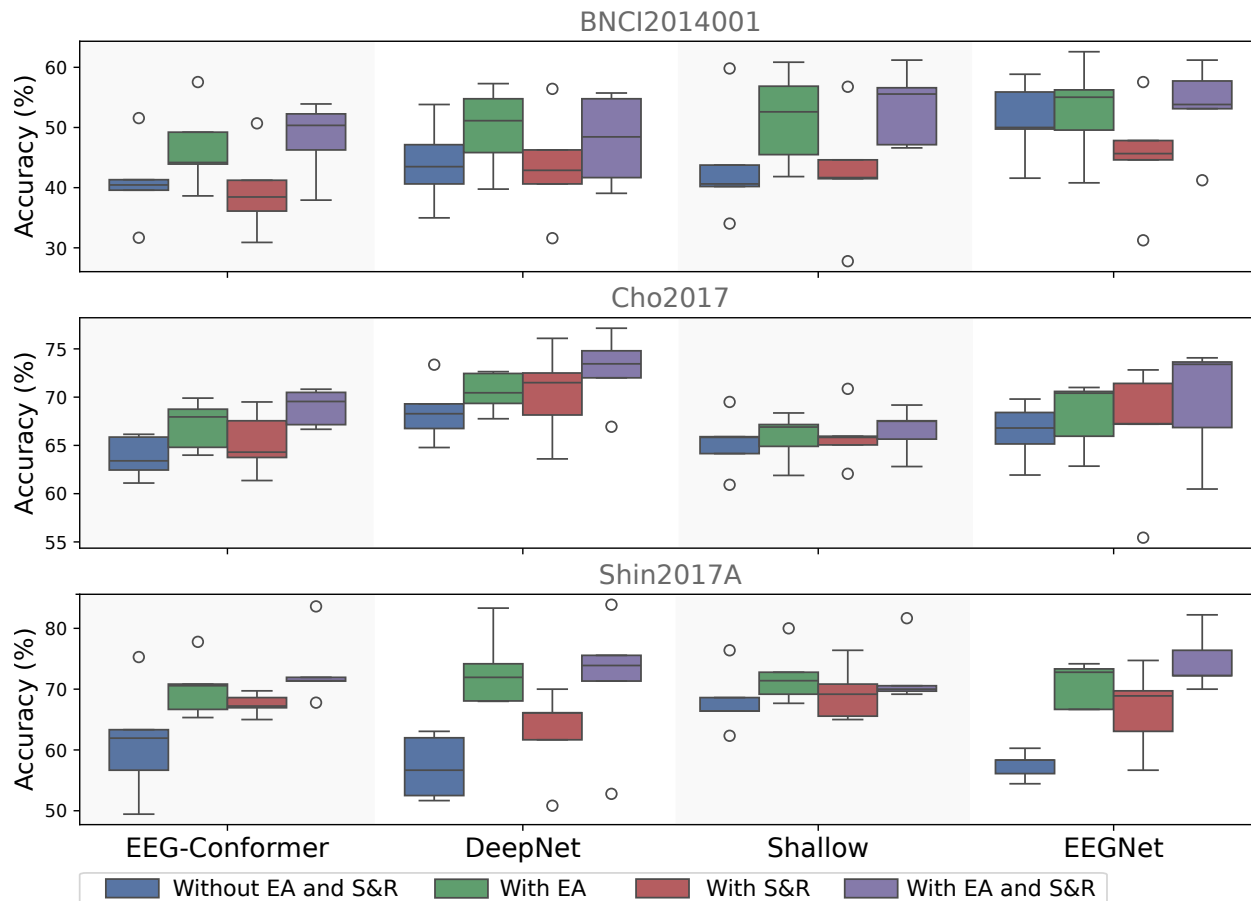 BNCI2014001
Accuracy (%)
60
50
40
30
Cho2017
Accuracy (%)
75
70
65
60
55
Shin2017A
Accuracy (%)
80
70
60
50
EEG-Conformer DeepNet Shallow EEGNet
Without EA and S&R With EA With S&R With EA and S&R